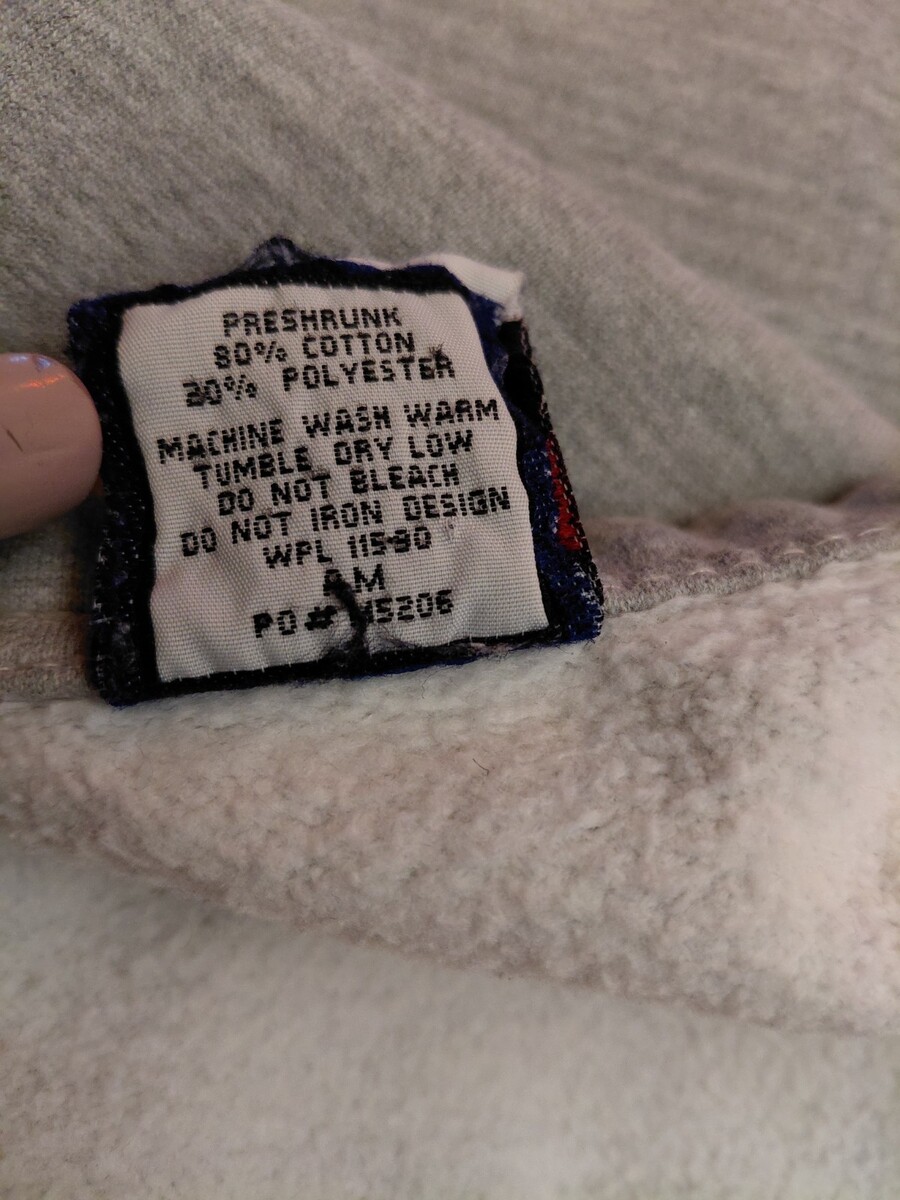 PRESHRUNK
80% COTTON
20% POLYESTER
MACHINE WASH WARM
TUMBLE DRY LOW
DO NOT BLEACH
DO NOT IRON DESIGN
WPL
M
PO #